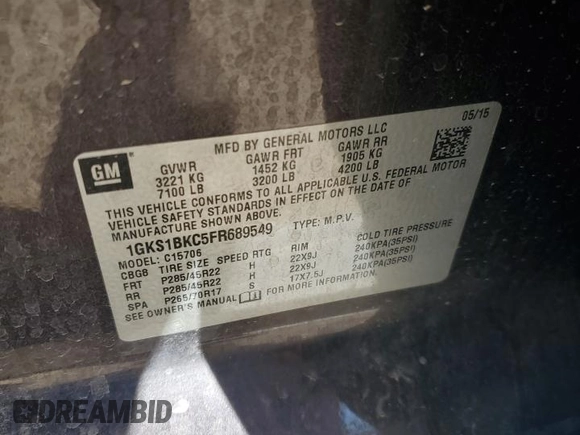 05/15
MFD BY GENERAL MOTORS LLC
GM
GVWR GAWR FRT GAWR RR
3221 KG 1452 KG 1905 KG
7100 LB 3200 LB 4200 LB
THIS VEHICLE CONFORMS TO ALL APPLICABLE U.S. FEDERAL MOTOR
VEHICLE SAFETY STANDARDS IN EFFECT ON THE DATE OF
MANUFACTURE SHOWN ABOVE.
1GKS1BKC5FR689549 TYPE: M.P.V.
MODEL: C15706
CBGB TIRE SIZE SPEED RTG RIM COLD TIRE PRESSURE
FRT P285/45R22 H 22X9J 240KPA(35PSI)
RR P285/45R22 H 22X9J 240KPA(35PSI)
SPA P265/70R17 S 17X7.5J 240KPA(35PSI)
SEE OWNER'S MANUAL FOR MORE INFORMATION.
DREAMBID